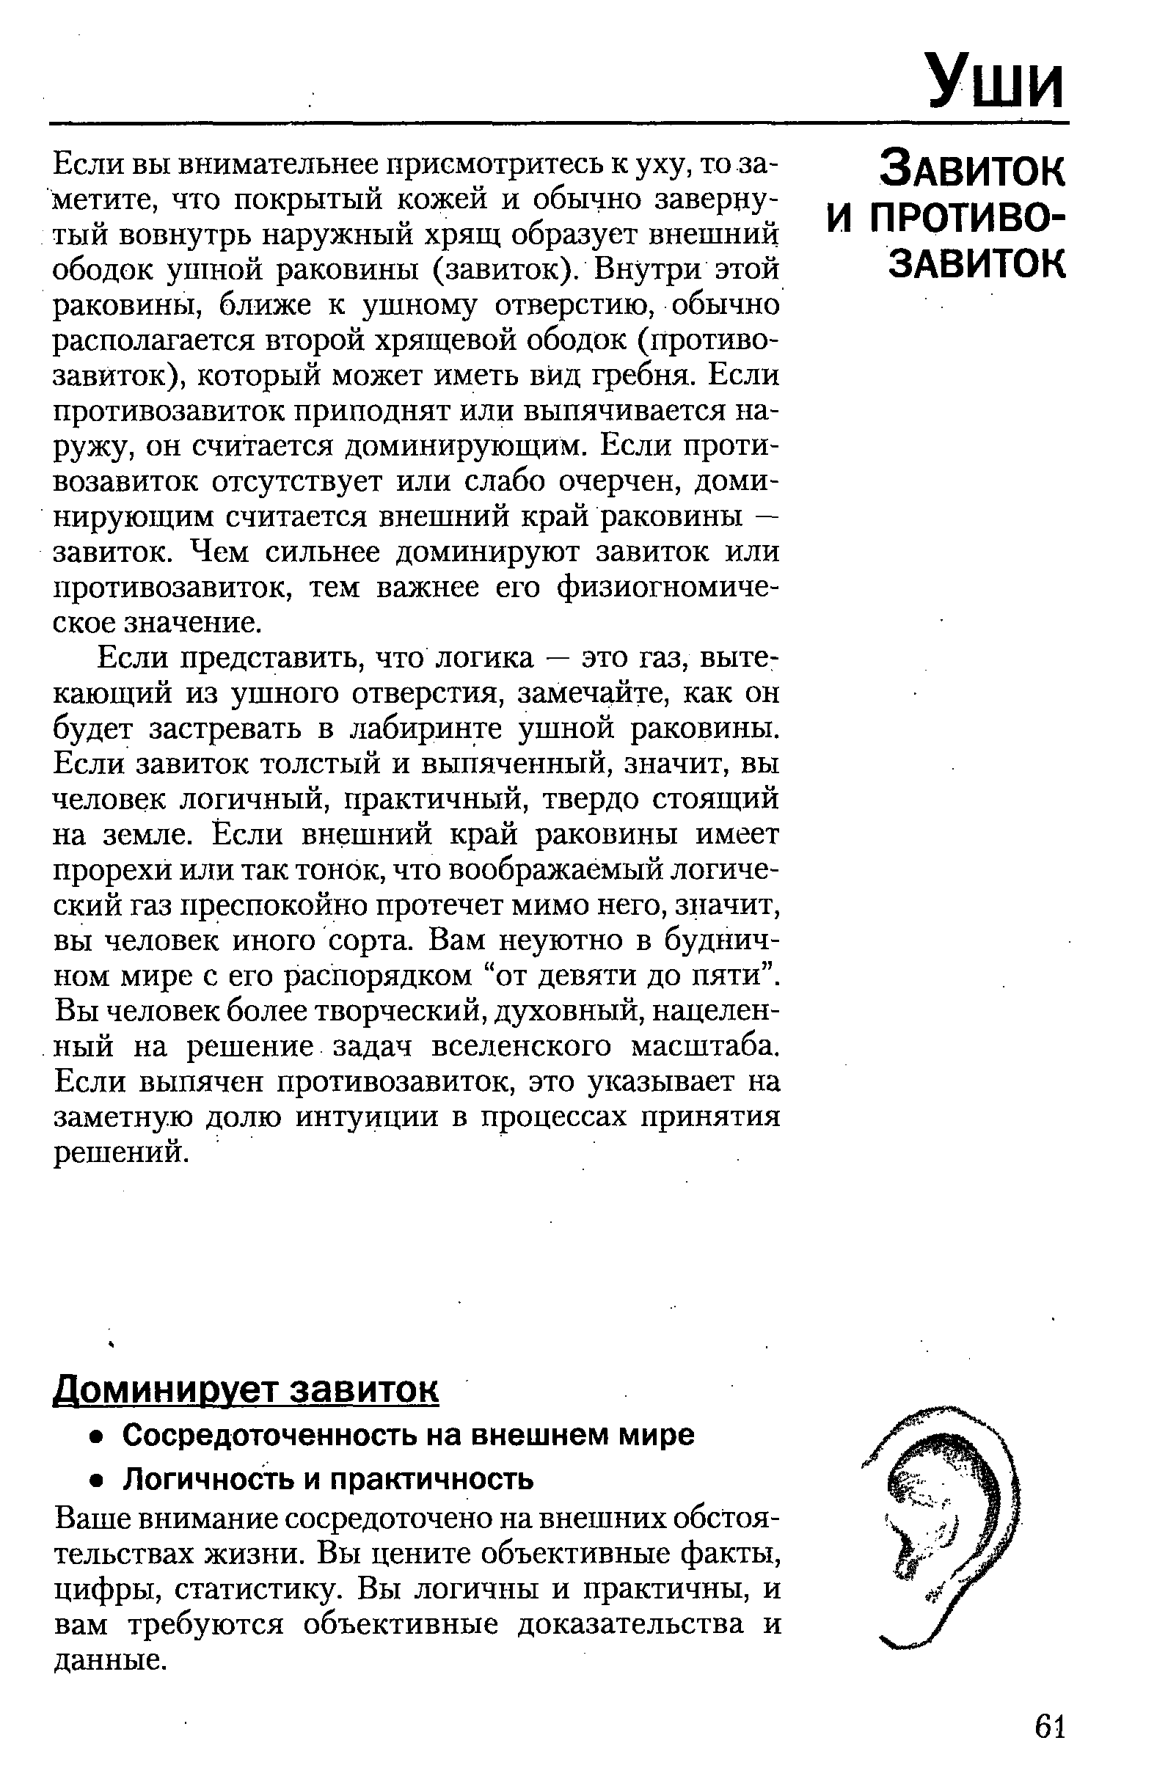 Уши
Завиток
и противо-
завиток
Если вы внимательнее присмотритесь к уху, то за-
метите, что покрытый кожей и обычно заверну-
тый вовнутрь наружный хрящ образует внешний
ободок ушной раковины (завиток). Внутри этой
раковины, ближе к ушному отверстию, обычно
располагается второй хрящевой ободок (противо-
завиток), который может иметь вид гребня. Если
противозавиток приподнят или выпячивается на-
ружу, он считается доминирующим. Если проти-
возавиток отсутствует или слабо очерчен, доми-
нирующим считается внешний край раковины —
завиток. Чем сильнее доминируют завиток или
противозавиток, тем важнее его физиогномиче-
ское значение.
Если представить, что логика — это газ, выте-
кающий из ушного отверстия, замечайте, как он
будет застревать в лабиринте ушной раковины.
Если завиток толстый и выпяченный, значит, вы
человек логичный, практичный, твердо стоящий
на земле. Если внешний край раковины имеет
прорехи или так тонок, что воображаемый логиче-
ский газ преспокойно протечет мимо него, значит,
вы человек иного сорта. Вам неуютно в буднич-
ном мире с его распорядком “от девяти до пяти”.
Вы человек более творческий, духовный, нацелен-
ный на решение задач вселенского масштаба.
Если выпячен противозавиток, это указывает на
заметную долю интуиции в процессах принятия
решений.
Доминирует завиток
• Сосредоточенность на внешнем мире
• Логичность и практичность
Ваше внимание сосредоточено на внешних обстоя-
тельствах жизни. Вы цените объективные факты,
цифры, статистику. Вы логичны и практичны, и
вам требуются объективные доказательства и
данные.
61